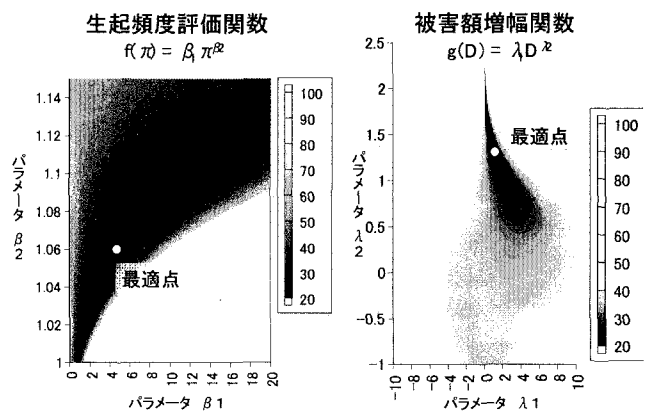 生起頻度評価関数
f(π) = β1 π^β2
1.14
1.12
1.1
1.08
1.06
1.04
1.02
1
パラメータ β2
最適点
0 2 4 6 8 10 12 14 16 18 20
パラメータ β1
100
90
80
70
60
50
40
30
20
被害額増幅関数
g(D) = λ1D^λ2
2.5
2
1.5
1
0.5
0
-0.5
-1
パラメータ λ2
最適点
-10 -8 -6 -4 -2 0 2 4 6 8 10
パラメータ λ1
100
90
80
70
60
50
40
30
20